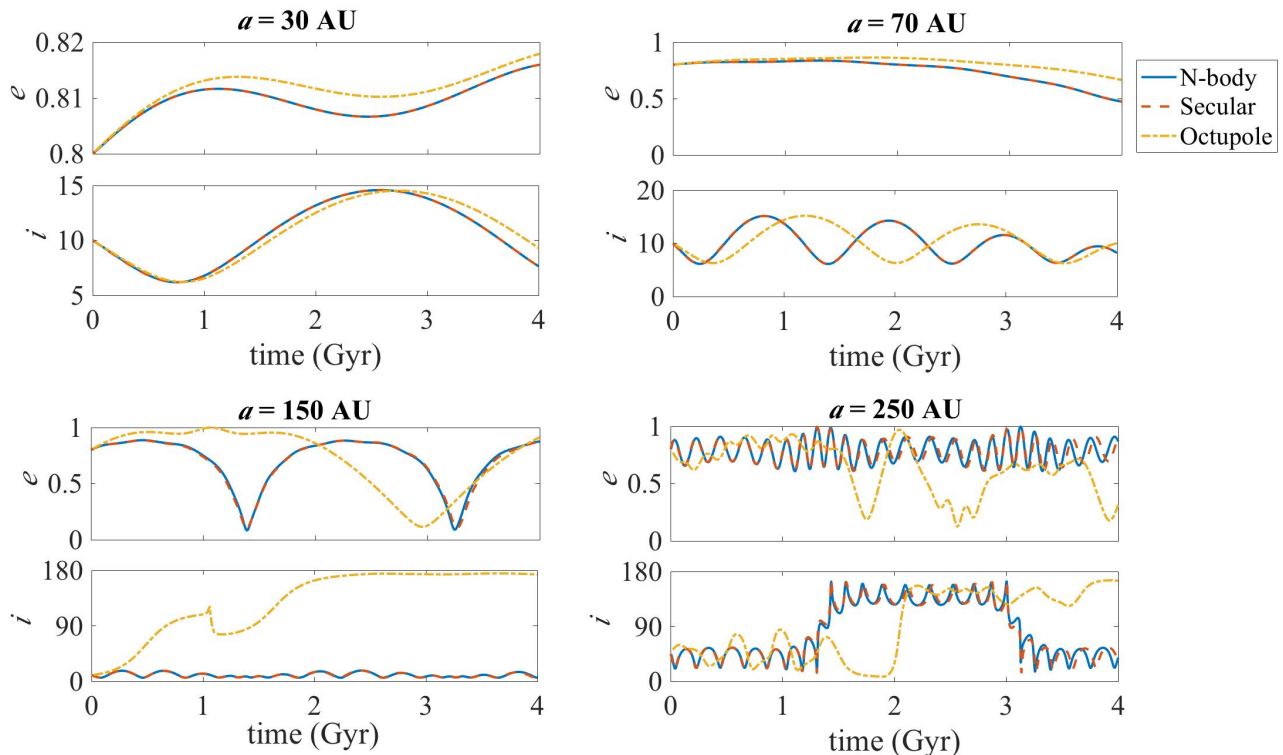 a = 30 AU
0.82
0.81
0.8
e
15
10
5
i
0 1 2 3 4
time (Gyr)
a = 70 AU
1
0.5
0
e
20
10
0
i
0 1 2 3 4
time (Gyr)
N-body
Secular
Octupole
a = 150 AU
1
0.5
0
e
180
90
0
i
0 1 2 3 4
time (Gyr)
a = 250 AU
1
0.5
0
e
180
90
0
i
0 1 2 3 4
time (Gyr)